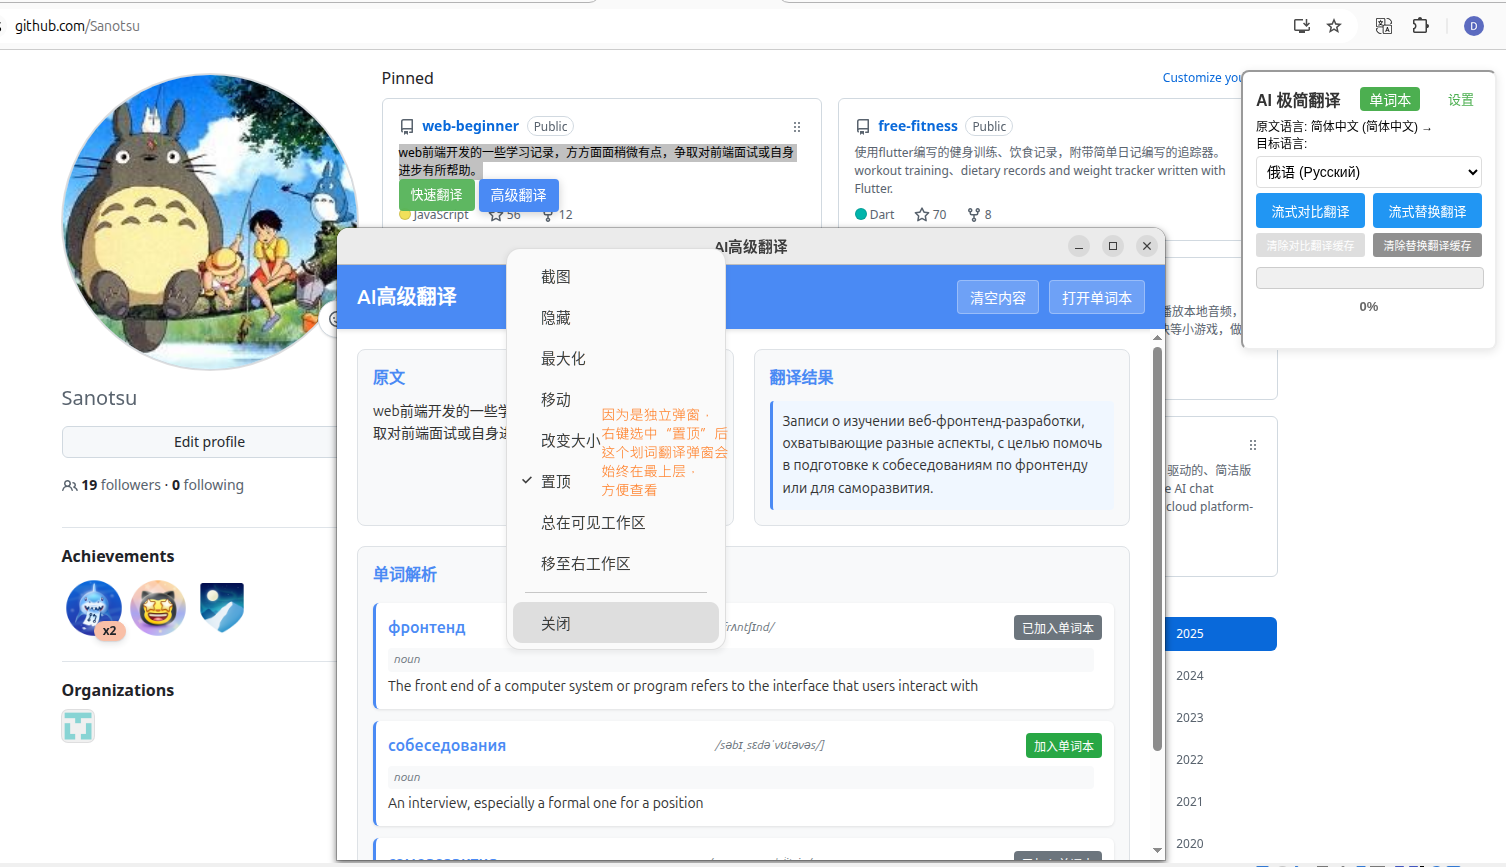 github.com/Sanotsu
D
Pinned
Customize you
web-beginner
Public
web前端开发的一些学习记录，方方面面稍微有点，争取对前端面试或自身
进步有所帮助。
快速翻译
高级翻译
JavaScript
56
12
free-fitness
Public
使用flutter编写的健身训练、饮食记录，附带简单日记编写的追踪器。
workout training、dietary records and weight tracker written with
Flutter.
Dart
70
8
AI 极简翻译
单词本
设置
原文语言: 简体中文 (简体中文) →
目标语言:
俄语 (Русский)
流式对比翻译
流式替换翻译
清除对比翻译缓存
清除替换翻译缓存
0%
播放本地音频，
块等小游戏，做
驱动的、简洁版
e AI chat
cloud platform-
Sanotsu
Edit profile
19 followers · 0 following
Achievements
x2
Organizations
AI高级翻译
AI高级翻译
清空内容
打开单词本
原文
web前端开发的一些学
取对前端面试或自身进
翻译结果
Записи о изучении веб-фронтенд-разработки,
охватывающие разные аспекты, с целью помочь
в подготовке к собеседованиям по фронтенду
или для саморазвития.
截图
隐藏
最大化
移动
改变大小
置顶
总在可见工作区
移至右工作区
关闭
因为是独立弹窗，
右键选中“置顶”后
这个划词翻译弹窗会
始终在最上层，
方便查看
单词解析
фронтенд
rʌntʃɪnd/
已加入单词本
noun
The front end of a computer system or program refers to the interface that users interact with
собеседования
/səbɪˌsɛdəˈvʊtəvəs/]
加入单词本
noun
An interview, especially a formal one for a position
2025
2024
2023
2022
2021
2020